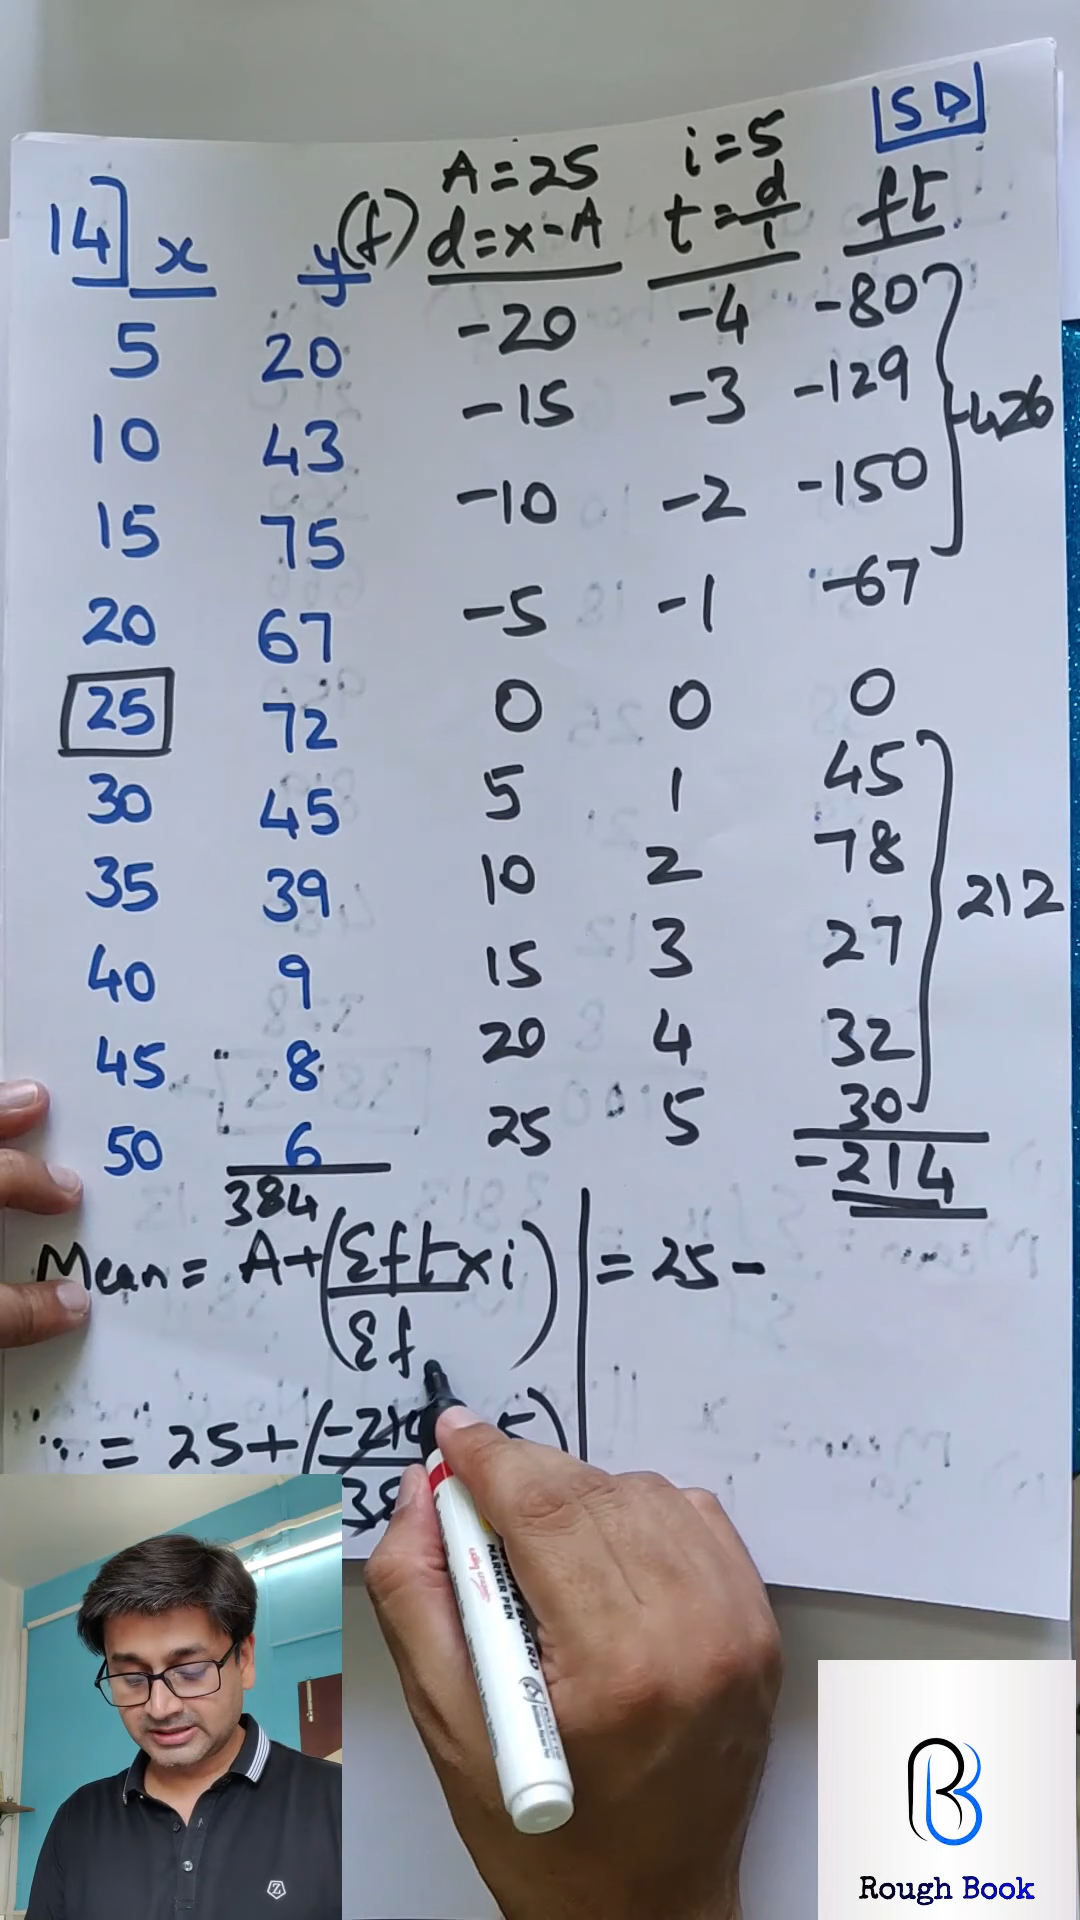 SD
A=25 i=5
14] x y(f) d=x-A t=d/i ft
5 20 -20 -4 -80
10 43 -15 -3 -129
-426
15 75 -10 -2 -150
20 67 -5 -1 -67
25 72 0 0 0
30 45 5 1 45
35 39 10 2 78
212
40 9 15 3 27
45 8 20 4 32
50 6 25 5 30
384 -214
Mean = A+(Σft/Σf ×i) = 25-
= 25+(-214
MARKER PEN
Rough Book